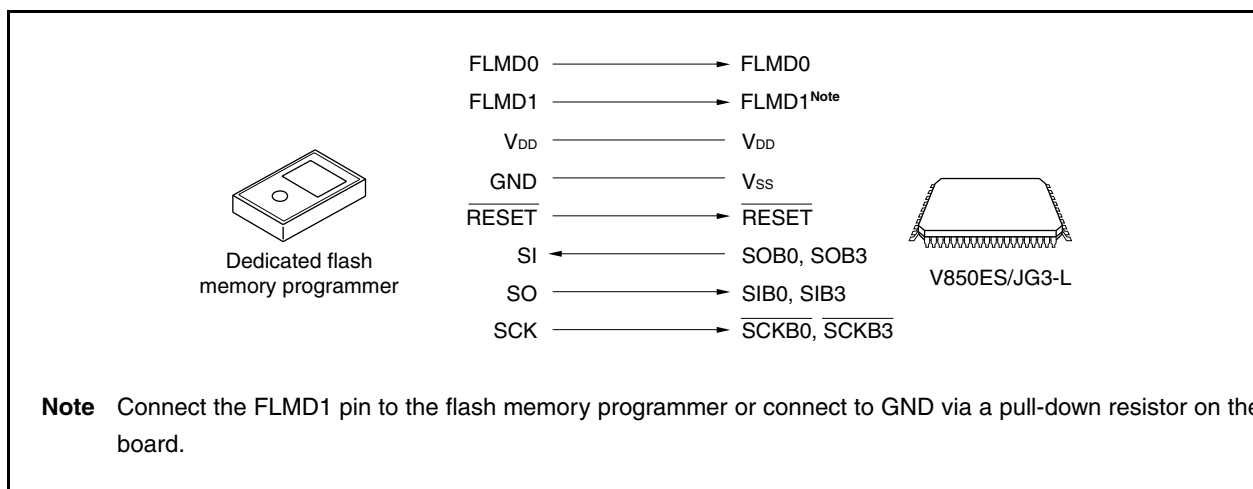 FLMD0 FLMD0
FLMD1 FLMD1Note
VDD VDD
GND VSS
RESET RESET
SI SOB0, SOB3
SO SIB0, SIB3
SCK SCKB0, SCKB3
Dedicated flash
memory programmer
V850ES/JG3-L
Note Connect the FLMD1 pin to the flash memory programmer or connect to GND via a pull-down resistor on the
board.